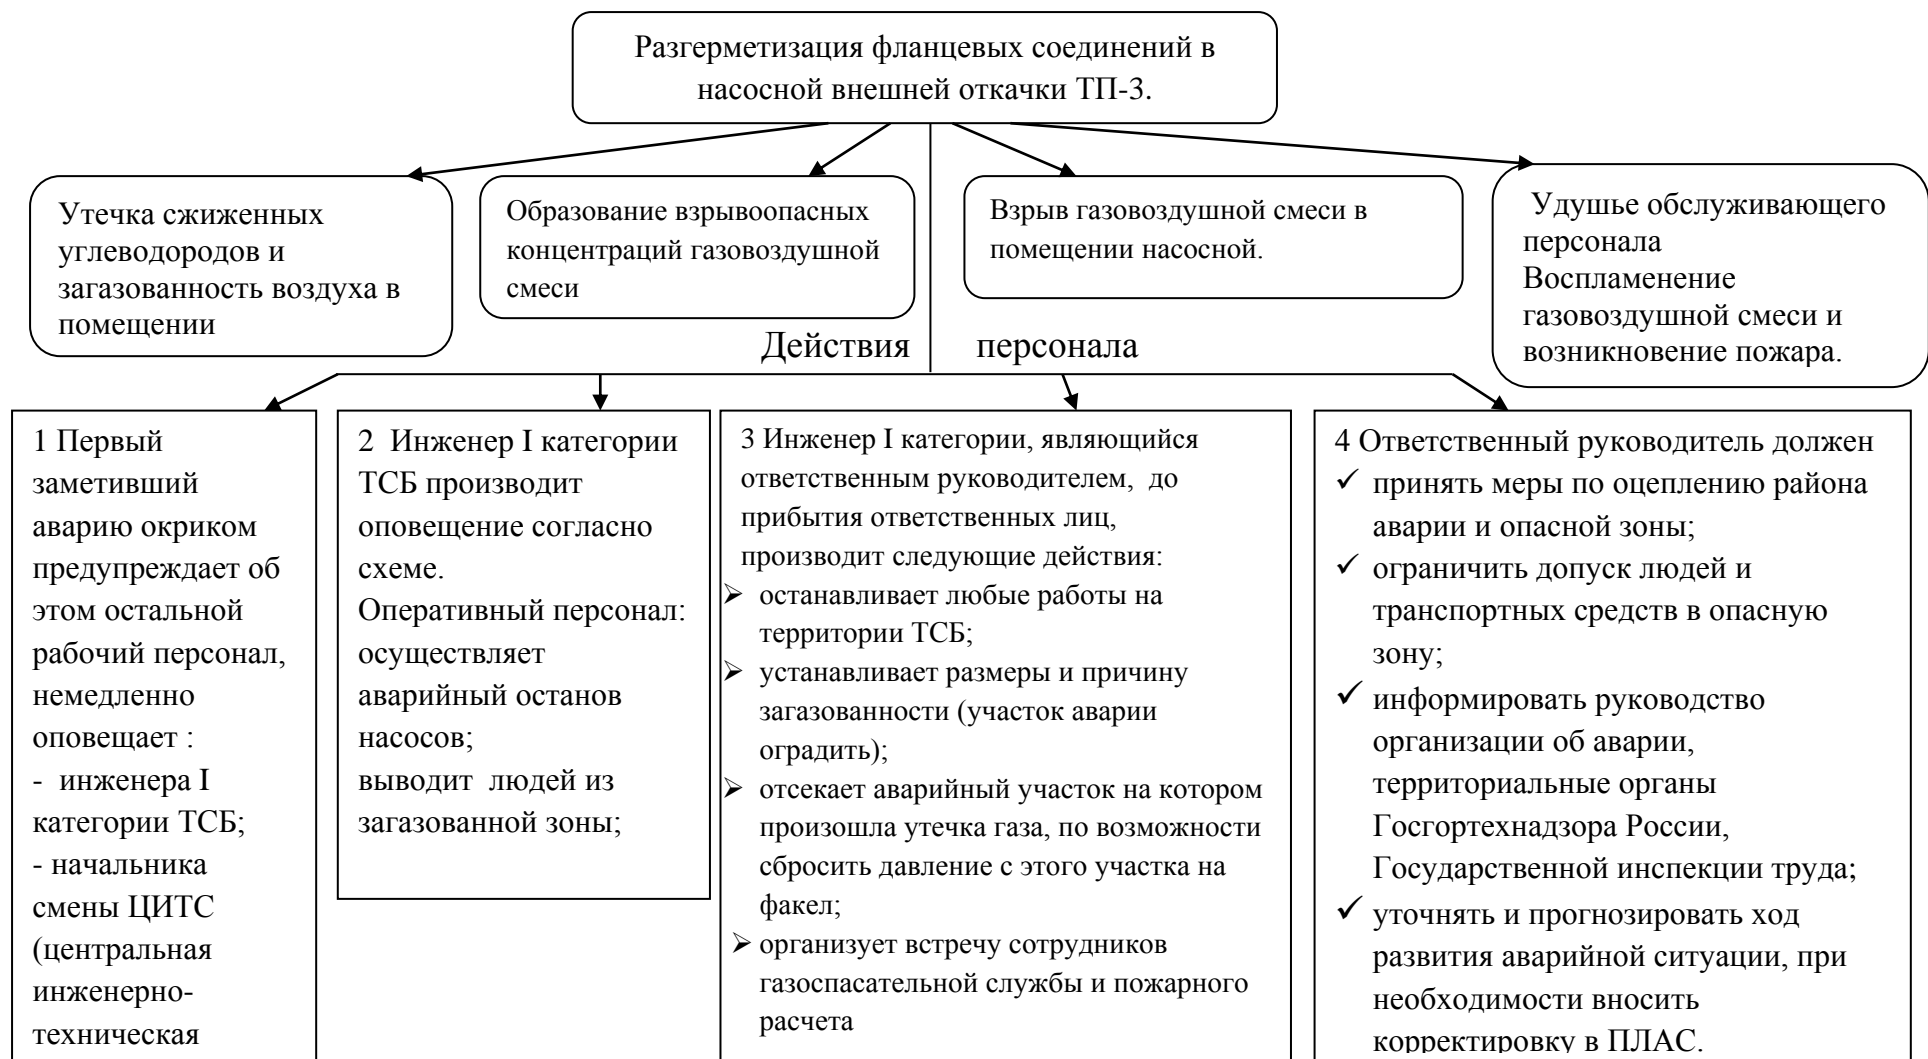 Разгерметизация фланцевых соединений в
насосной внешней откачки ТП-3.
Утечка сжиженных
углеводородов и
загазованность воздуха в
помещении
Образование взрывоопасных
концентраций газовоздушной
смеси
Взрыв газовоздушной смеси в
помещении насосной.
Удушье обслуживающего
персонала
Воспламенение
газовоздушной смеси и
возникновение пожара.
Действия персонала
1 Первый
заметивший
аварию окриком
предупреждает об
этом остальной
рабочий персонал,
немедленно
оповещает :
- инженера I
категории ТСБ;
- начальника
смены ЦИТС
(центральная
инженерно-
техническая
2 Инженер I категории
ТСБ производит
оповещение согласно
схеме.
Оперативный персонал:
осуществляет
аварийный останов
насосов;
выводит людей из
загазованной зоны;
3 Инженер I категории, являющийся
ответственным руководителем, до
прибытия ответственных лиц,
производит следующие действия:
➢ останавливает любые работы на
территории ТСБ;
➢ устанавливает размеры и причину
загазованности (участок аварии
оградить);
➢ отсекает аварийный участок на котором
произошла утечка газа, по возможности
сбросить давление с этого участка на
факел;
➢ организует встречу сотрудников
газоспасательной службы и пожарного
расчета
4 Ответственный руководитель должен
✓ принять меры по оцеплению района
аварии и опасной зоны;
✓ ограничить допуск людей и
транспортных средств в опасную
зону;
✓ информировать руководство
организации об аварии,
территориальные органы
Госгортехнадзора России,
Государственной инспекции труда;
✓ уточнять и прогнозировать ход
развития аварийной ситуации, при
необходимости вносить
корректировку в ПЛАС.